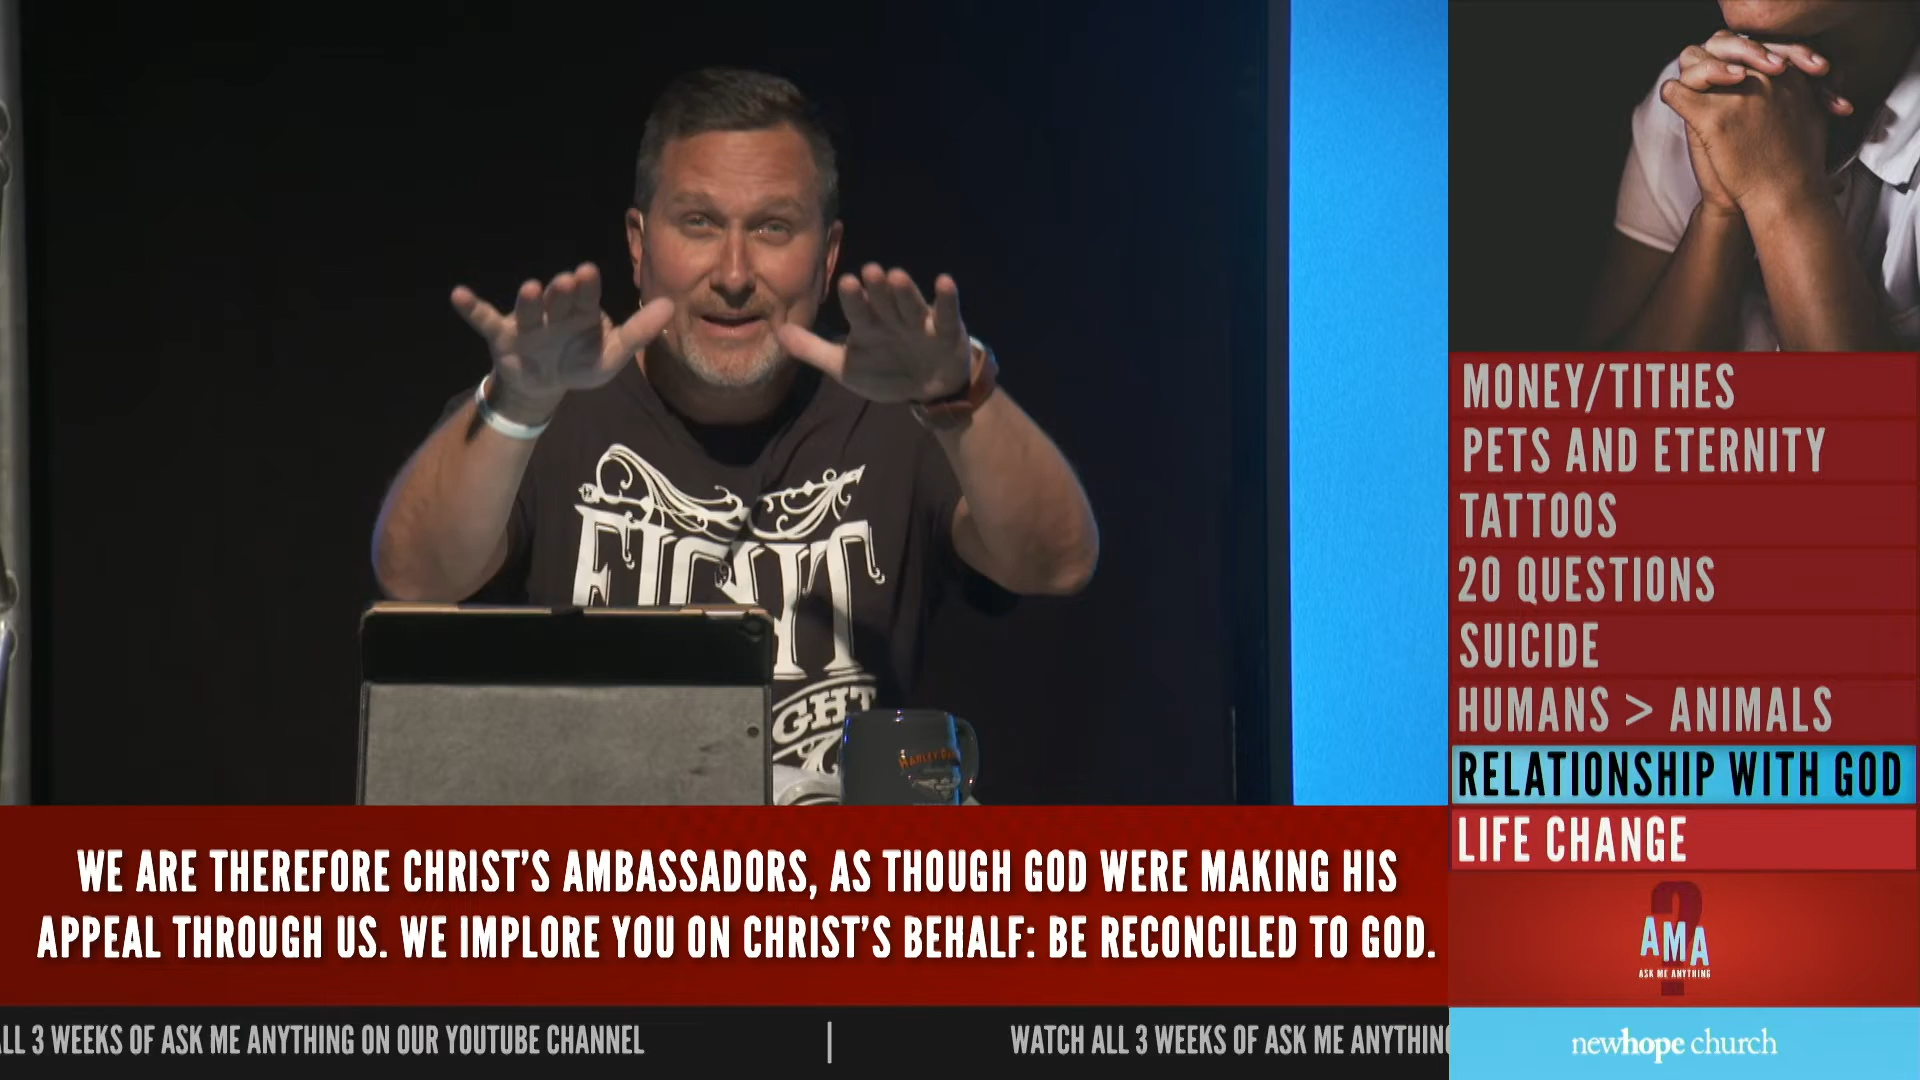 FIGHT
GHT
MONEY/TITHES
PETS AND ETERNITY
TATTOOS
20 QUESTIONS
SUICIDE
HUMANS > ANIMALS
RELATIONSHIP WITH GOD
LIFE CHANGE
WE ARE THEREFORE CHRIST'S AMBASSADORS, AS THOUGH GOD WERE MAKING HIS
APPEAL THROUGH US. WE IMPLORE YOU ON CHRIST'S BEHALF: BE RECONCILED TO GOD.
?
AMA
ASK ME ANYTHING
ALL 3 WEEKS OF ASK ME ANYTHING ON OUR YOUTUBE CHANNEL | WATCH ALL 3 WEEKS OF ASK ME ANYTHING
newhope church